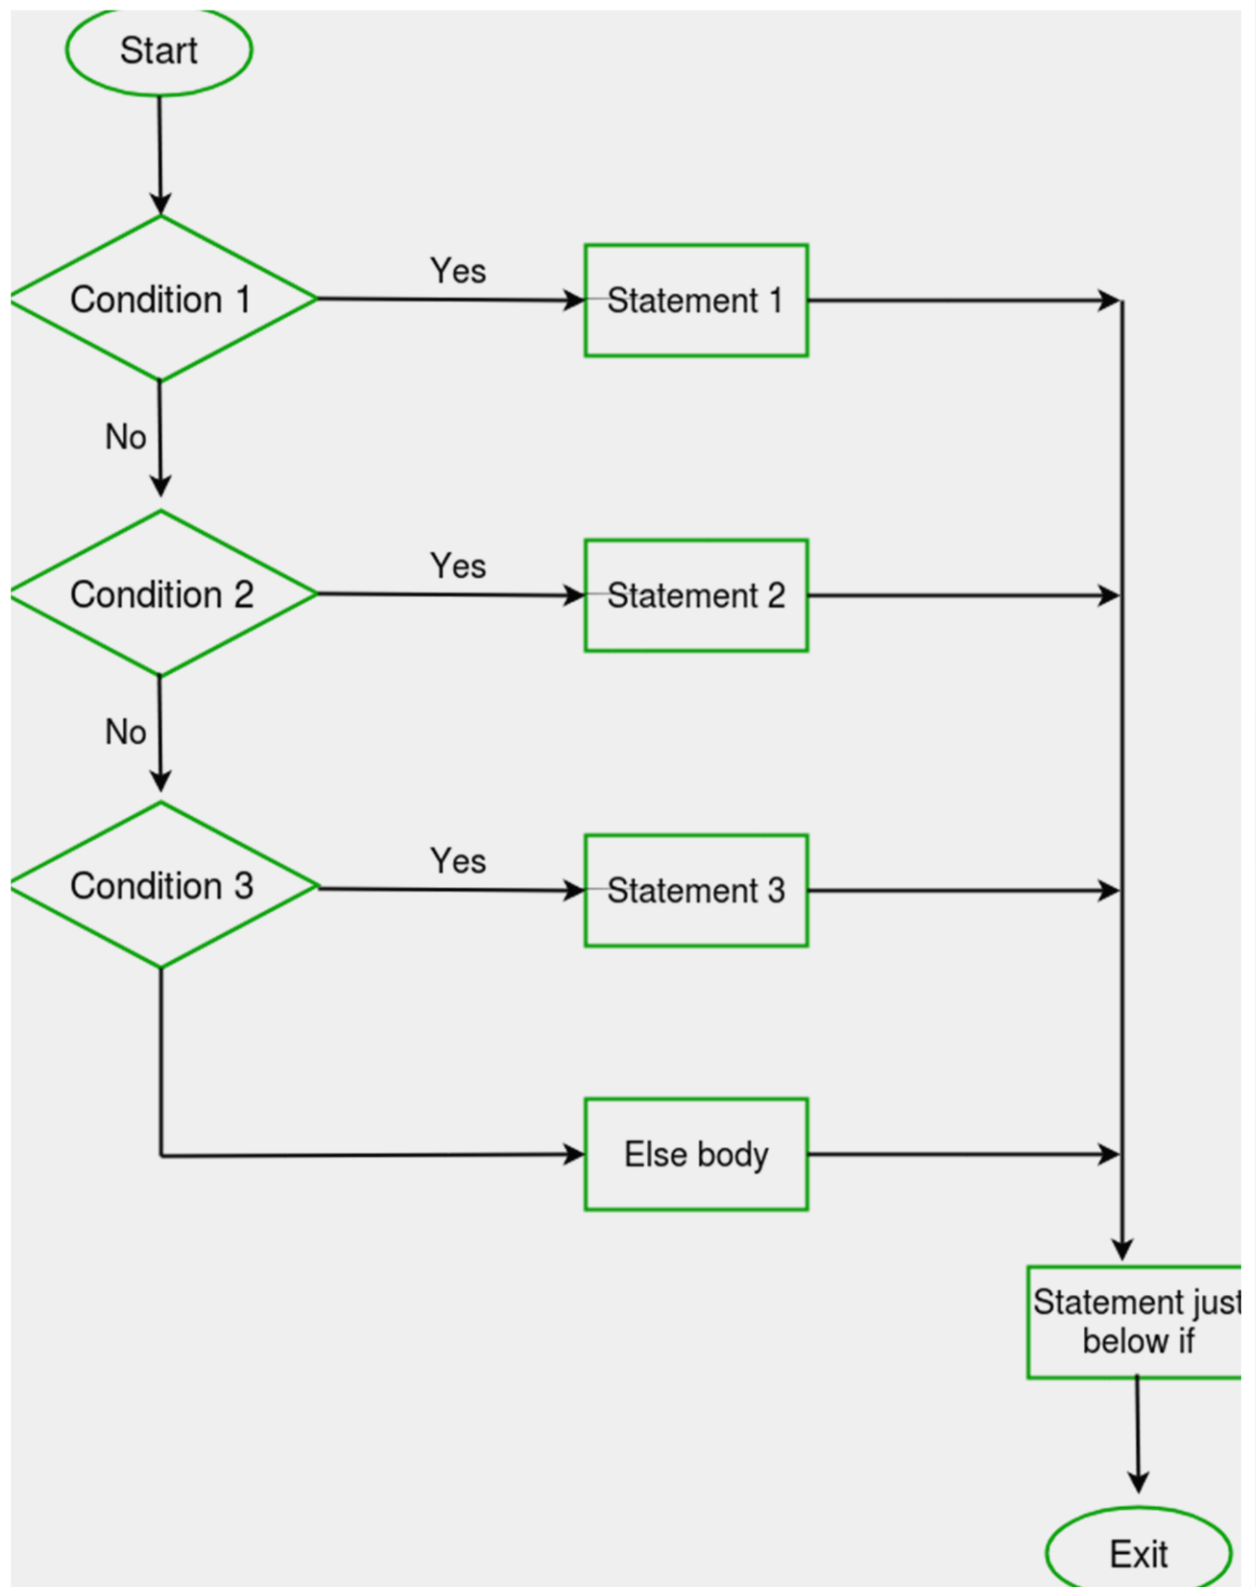 Start
Condition 1
Yes
Statement 1
No
Condition 2
Yes
Statement 2
No
Condition 3
Yes
Statement 3
Else body
Statement just
below if
Exit